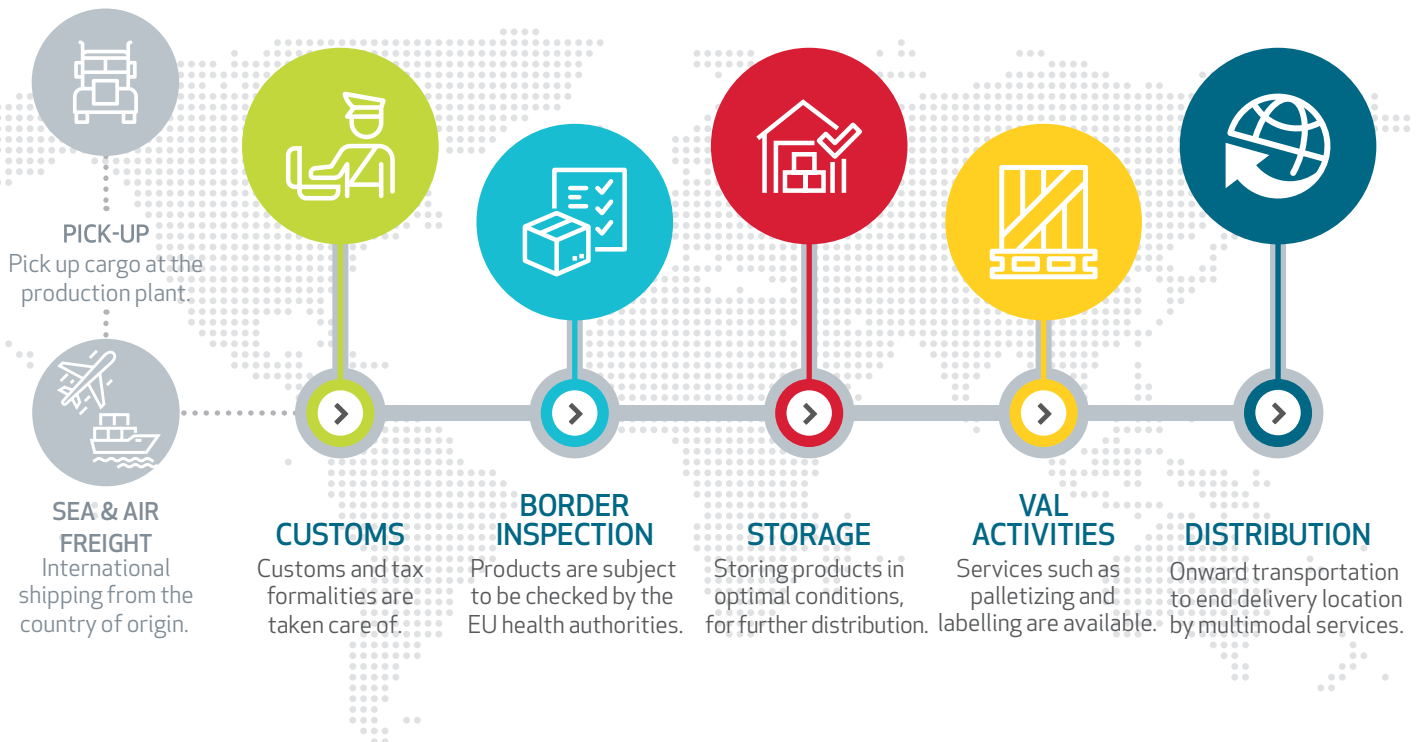 PICK-UP
Pick up cargo at the
production plant.
SEA & AIR
FREIGHT
International
shipping from the
country of origin.
CUSTOMS
Customs and tax
formalities are
taken care of.
BORDER
INSPECTION
Products are subject
to be checked by the
EU health authorities.
STORAGE
Storing products in
optimal conditions,
for further distribution.
VAL
ACTIVITIES
Services such as
palletizing and
labelling are available.
DISTRIBUTION
Onward transportation
to end delivery location
by multimodal services.